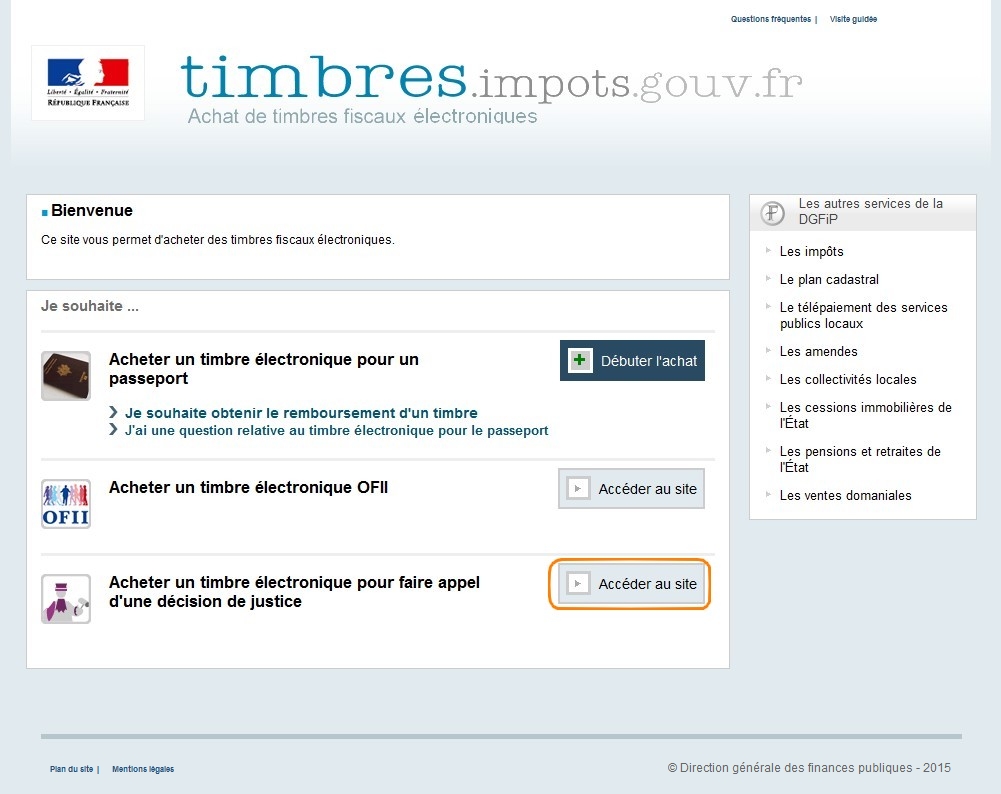 Questions fréquentes | Visite guidée
Liberté • Égalité • Fraternité
RÉPUBLIQUE FRANÇAISE
timbres.impots.gouv.fr
Achat de timbres fiscaux électroniques
Bienvenue
Ce site vous permet d'acheter des timbres fiscaux électroniques.
Je souhaite ...
Acheter un timbre électronique pour un
passeport
Débuter l'achat
Je souhaite obtenir le remboursement d'un timbre
J'ai une question relative au timbre électronique pour le passeport
OFII
Acheter un timbre électronique OFII
Accéder au site
Acheter un timbre électronique pour faire appel
d'une décision de justice
Accéder au site
Les autres services de la
DGFiP
Les impôts
Le plan cadastral
Le télépaiement des services
publics locaux
Les amendes
Les collectivités locales
Les cessions immobilières de
l'État
Les pensions et retraites de
l'État
Les ventes domaniales
Plan du site | Mentions légales
© Direction générale des finances publiques - 2015